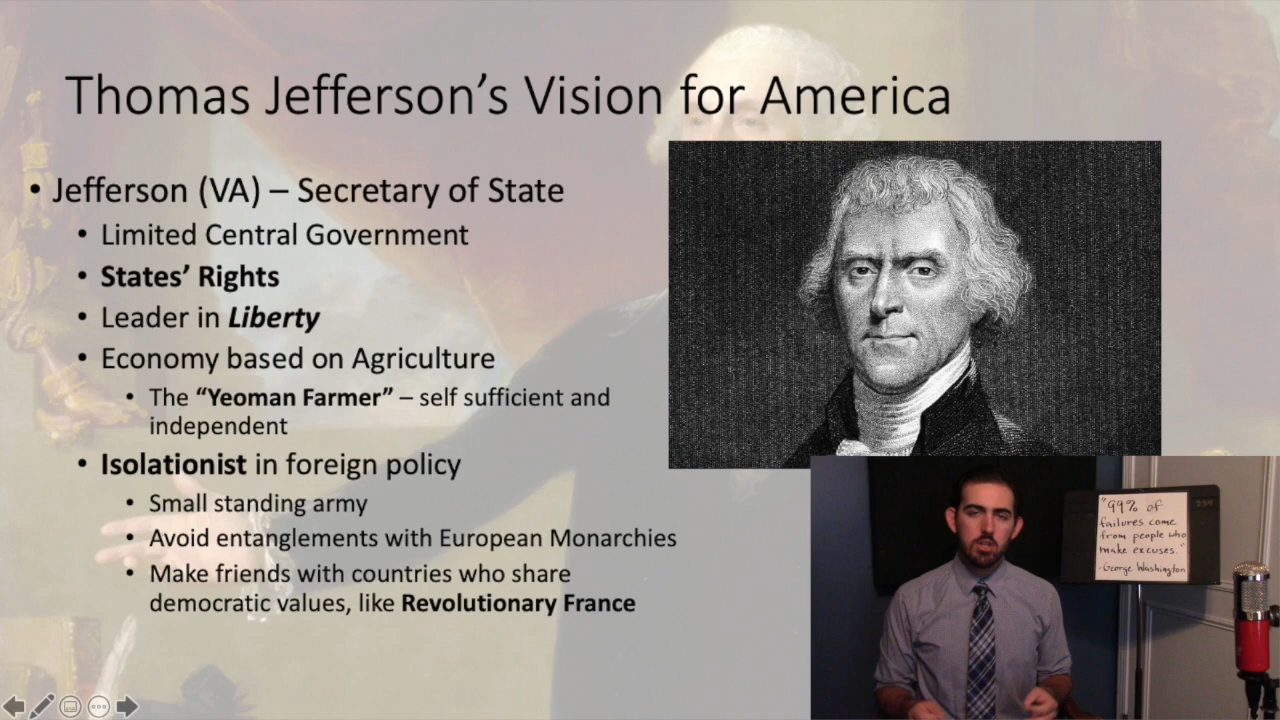 Thomas Jefferson's Vision for America
• Jefferson (VA) – Secretary of State
• Limited Central Government
• States' Rights
• Leader in Liberty
• Economy based on Agriculture
• The “Yeoman Farmer” – self sufficient and
independent
• Isolationist in foreign policy
• Small standing army
• Avoid entanglements with European Monarchies
• Make friends with countries who share
democratic values, like Revolutionary France
"99% of
failures come
from people who
make excuses."
-George Washington